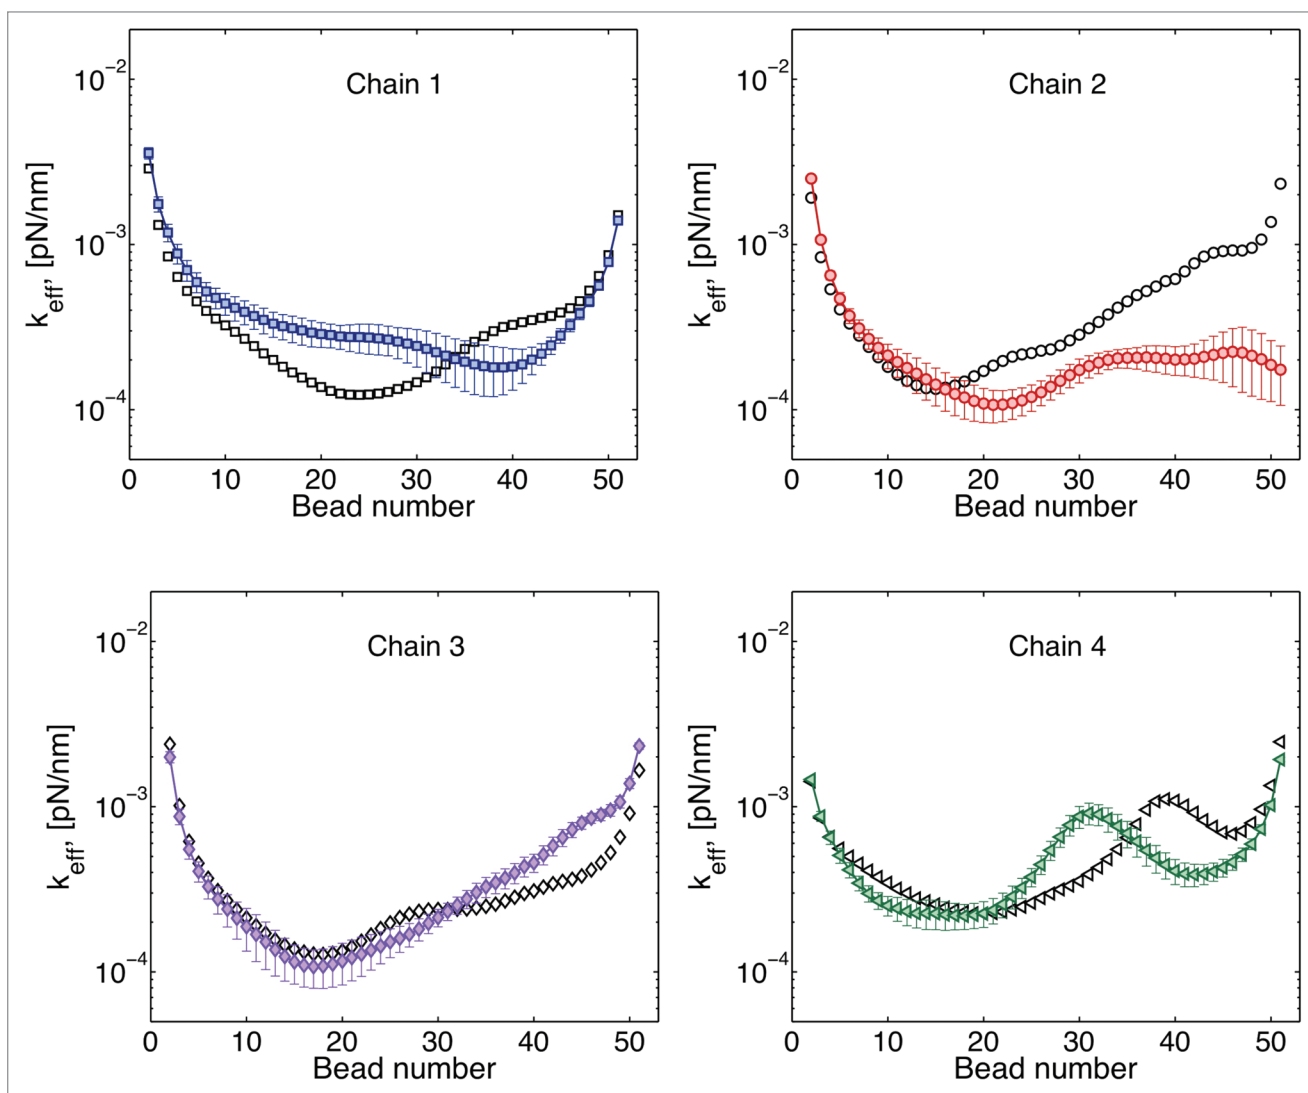 Chain 1
10⁻²
10⁻³
10⁻⁴
k_eff, [pN/nm]
0 10 20 30 40 50
Bead number
Chain 2
10⁻²
10⁻³
10⁻⁴
k_eff, [pN/nm]
0 10 20 30 40 50
Bead number
Chain 3
10⁻²
10⁻³
10⁻⁴
k_eff, [pN/nm]
0 10 20 30 40 50
Bead number
Chain 4
10⁻²
10⁻³
10⁻⁴
k_eff, [pN/nm]
0 10 20 30 40 50
Bead number